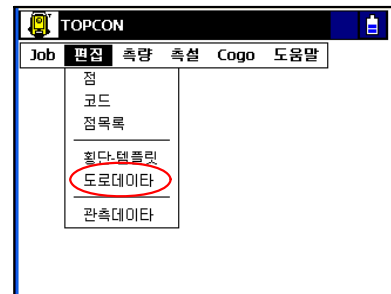 TOPCON
Job 편집 측량 측설 Cogo 도움말
점
코드
점목록
횡단-템플릿
도로데이타
관측데이타